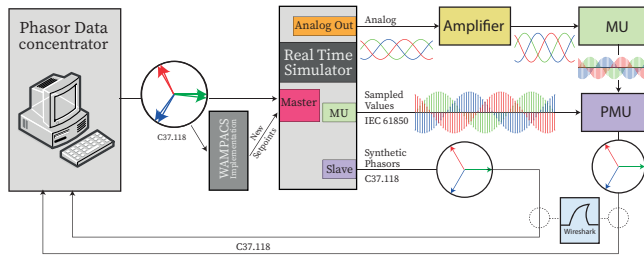 Phasor Data
concentrator
C37.118
WAMPACS
Implementation
New
Setpoints
Analog Out
Real Time
Simulator
Master
MU
Slave
Analog
Amplifier
MU
Sampled
Values
IEC 61850
PMU
Synthetic
Phasors
C37.118
Wireshark
C37.118